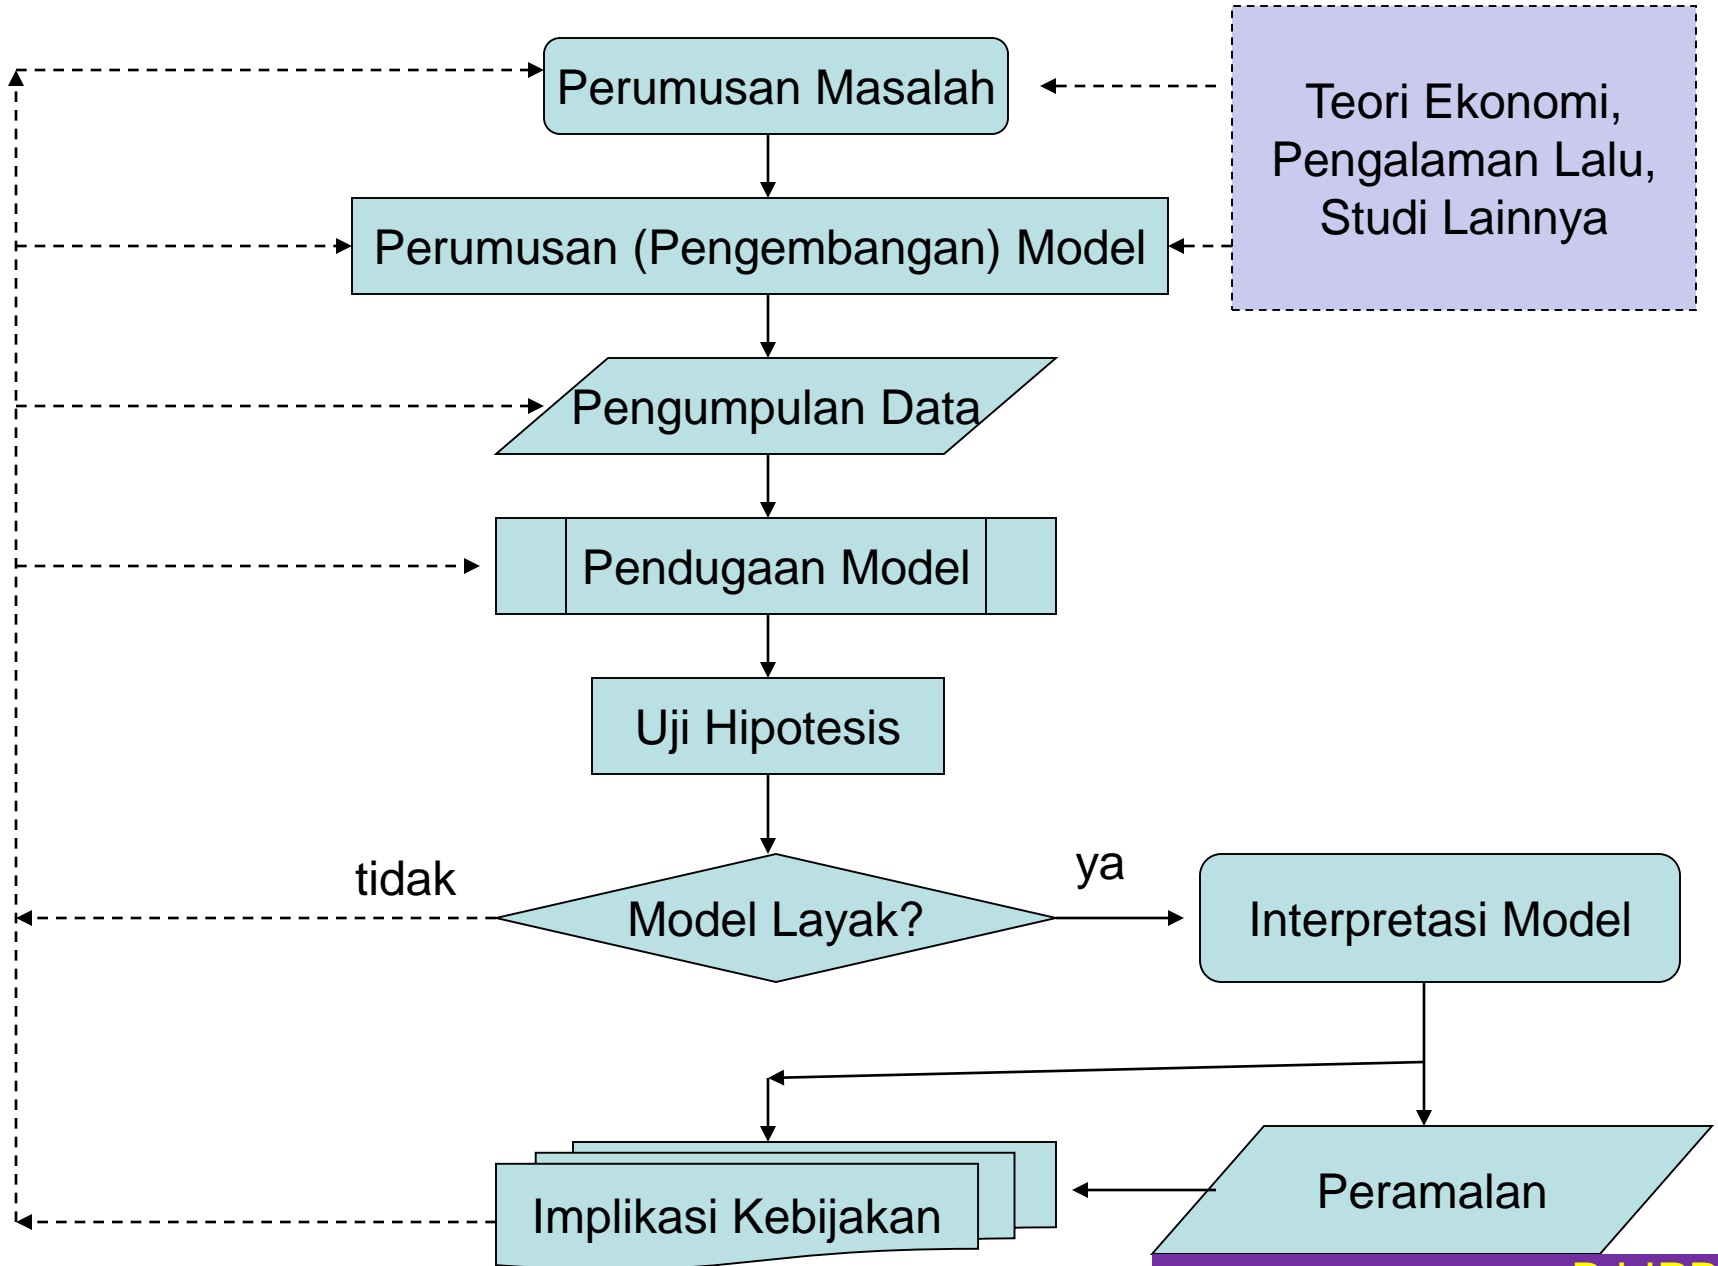 Perumusan Masalah
Teori Ekonomi,
Pengalaman Lalu,
Studi Lainnya
Perumusan (Pengembangan) Model
Pengumpulan Data
Pendugaan Model
Uji Hipotesis
tidak
ya
Model Layak?
Interpretasi Model
Implikasi Kebijakan
Peramalan